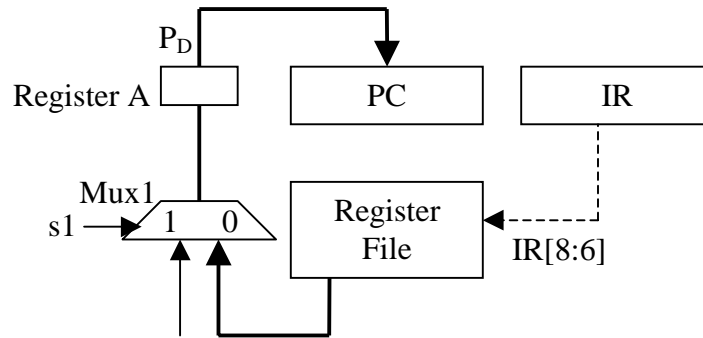 P_D
Register A
PC
IR
Mux1
s1
1 0
Register
File
IR[8:6]